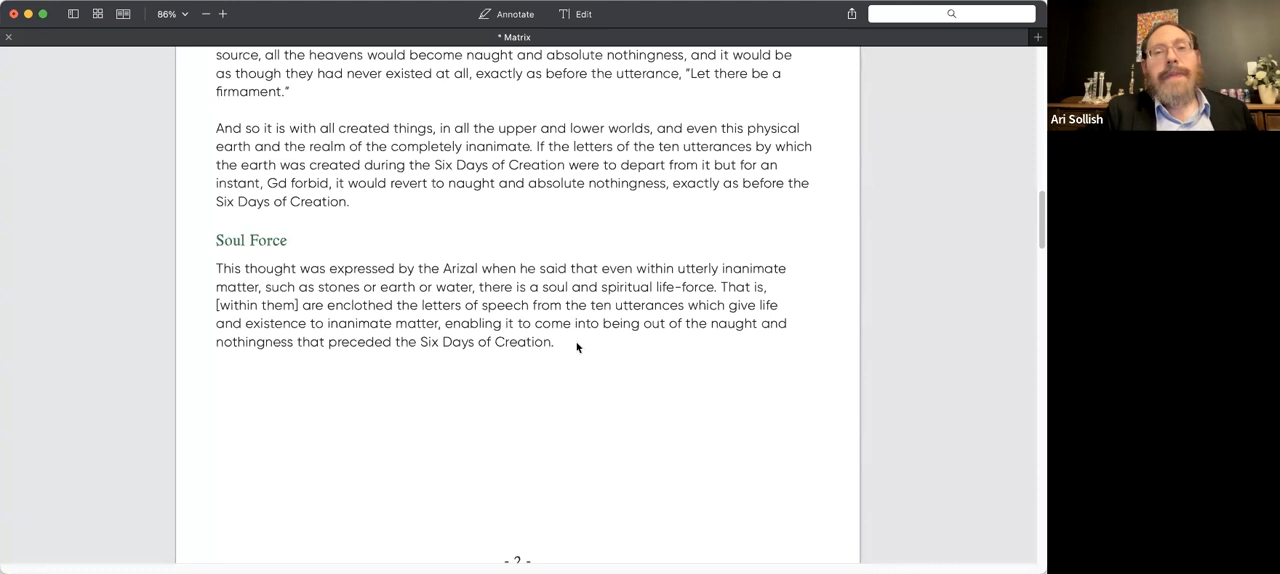 86%
Annotate
Edit
* Matrix
source, all the heavens would become naught and absolute nothingness, and it would be
as though they had never existed at all, exactly as before the utterance, “Let there be a
firmament.”
And so it is with all created things, in all the upper and lower worlds, and even this physical
earth and the realm of the completely inanimate. If the letters of the ten utterances by which
the earth was created during the Six Days of Creation were to depart from it but for an
instant, Gd forbid, it would revert to naught and absolute nothingness, exactly as before the
Six Days of Creation.
Soul Force
This thought was expressed by the Arizal when he said that even within utterly inanimate
matter, such as stones or earth or water, there is a soul and spiritual life-force. That is,
[within them] are enclothed the letters of speech from the ten utterances which give life
and existence to inanimate matter, enabling it to come into being out of the naught and
nothingness that preceded the Six Days of Creation.
- 2 -
Ari Sollish